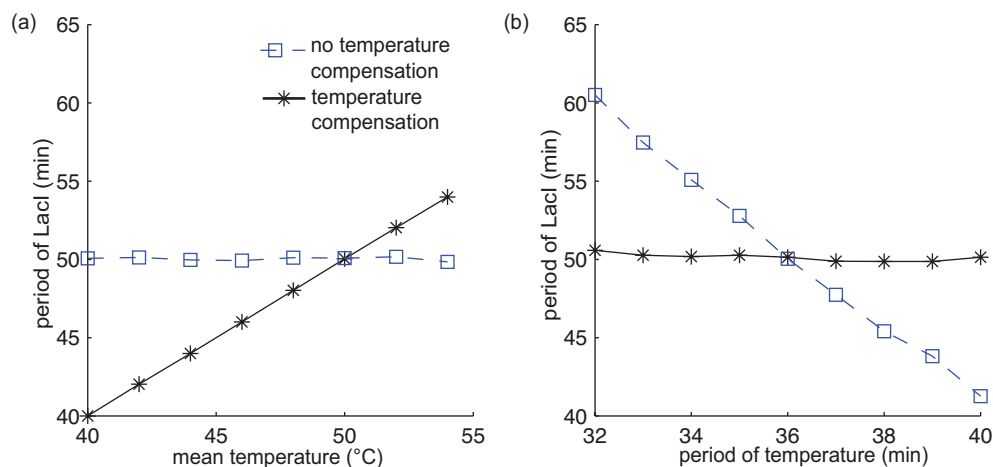 (a)
65
60
55
50
45
40
period of LacI (min)
no temperature
compensation
temperature
compensation
40
45
50
55
mean temperature (°C)
(b)
65
60
55
50
45
40
period of LacI (min)
32
34
36
38
40
period of temperature (min)